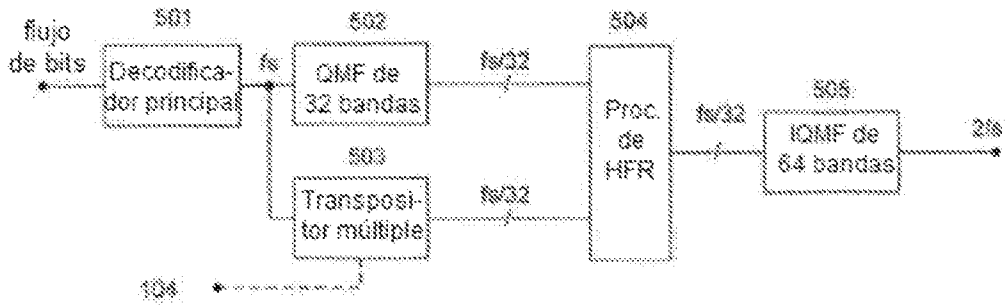 501
502
504
flujo
de bits
Decodifica-
dor principal
fs
QMF de
32 bandas
fs/32
Proc.
de
HFR
fs/32
505
IQMF de
64 bandas
2fs
503
Transposi-
tor múltiple
fs/32
104